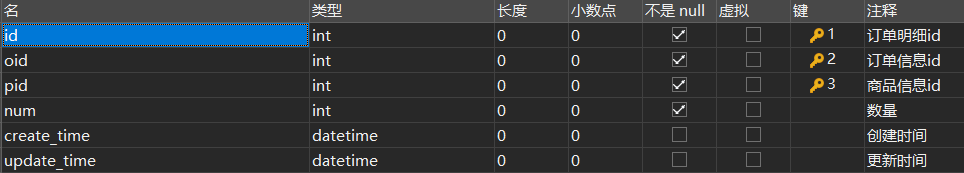 名 类型 长度 小数点 不是 null 虚拟 键 注释
id int 0 0 1 订单明细id
oid int 0 0 2 订单信息id
pid int 0 0 3 商品信息id
num int 0 0 数量
create_time datetime 0 0 创建时间
update_time datetime 0 0 更新时间